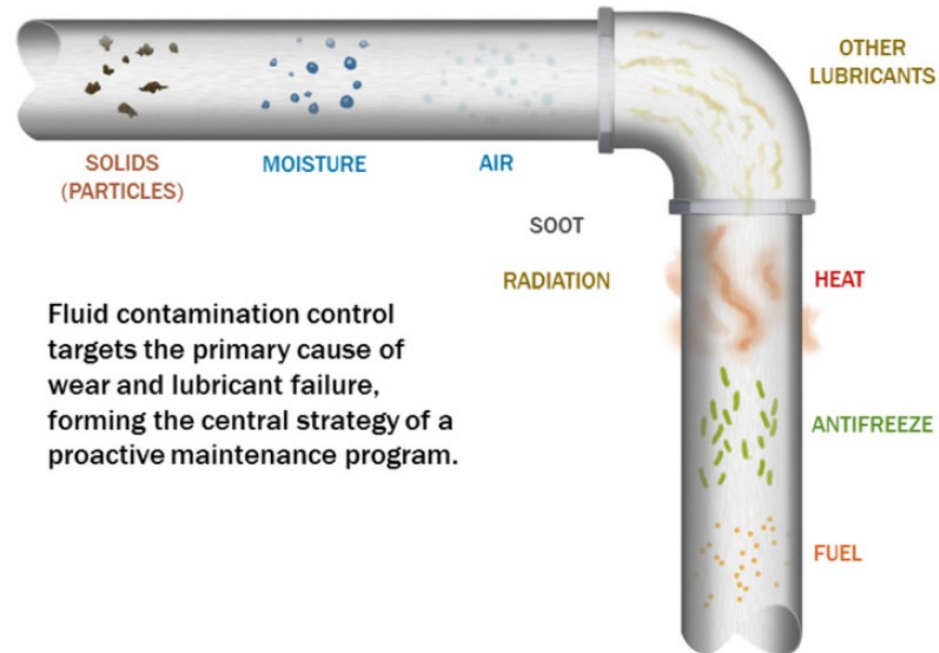 OTHER
LUBRICANTS
SOLIDS
(PARTICLES)
MOISTURE
AIR
SOOT
RADIATION
HEAT
Fluid contamination control
targets the primary cause of
wear and lubricant failure,
forming the central strategy of a
proactive maintenance program.
ANTIFREEZE
FUEL